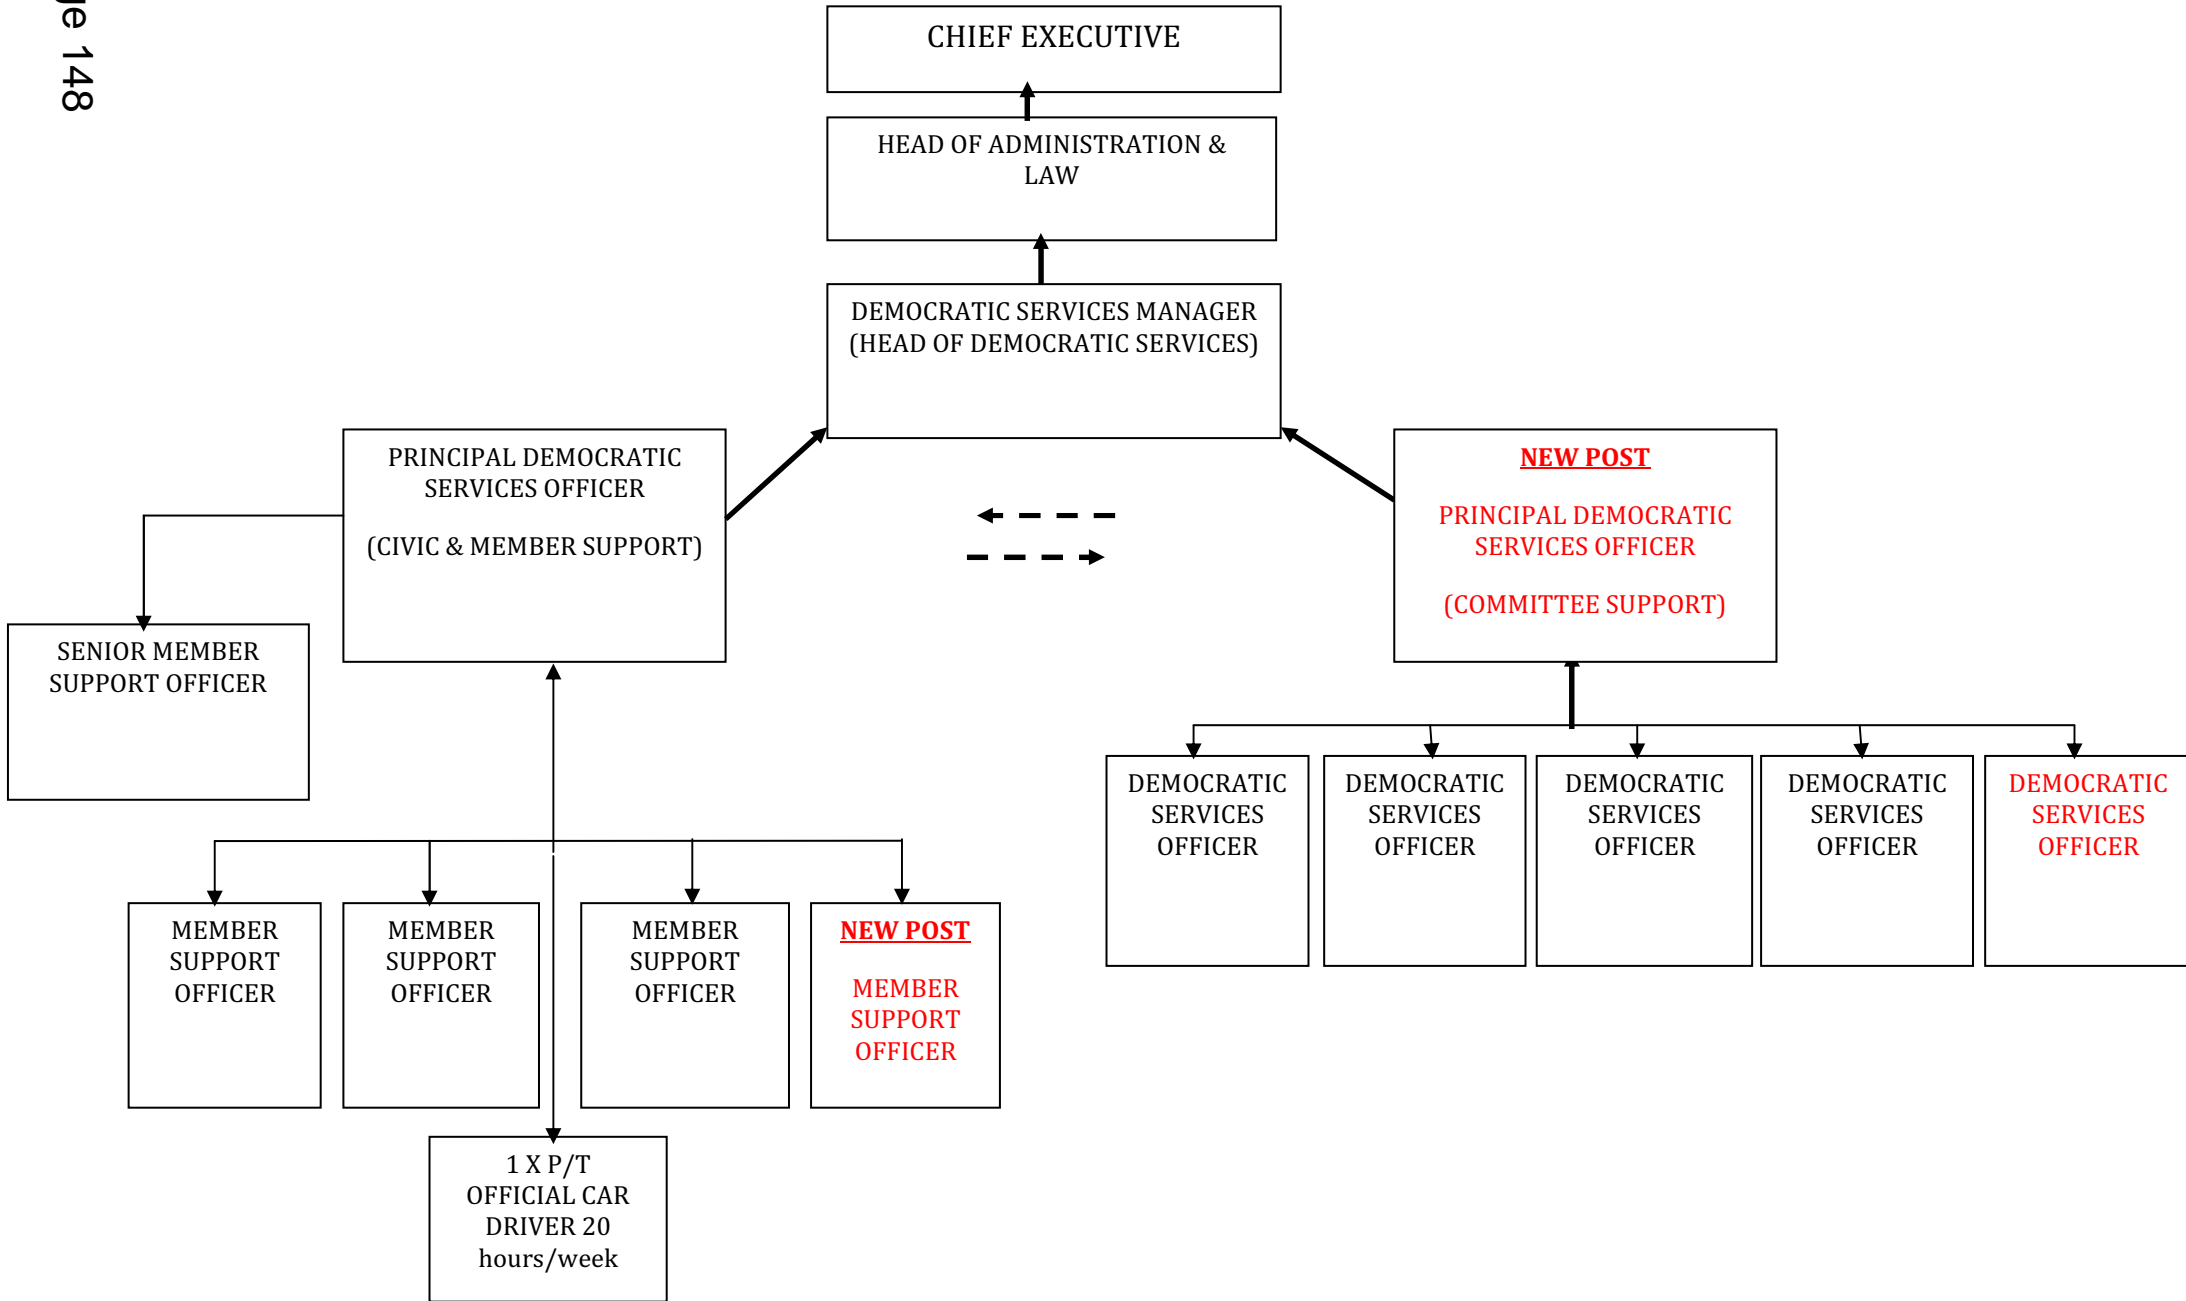 ge 148
CHIEF EXECUTIVE
HEAD OF ADMINISTRATION &
LAW
DEMOCRATIC SERVICES MANAGER
(HEAD OF DEMOCRATIC SERVICES)
PRINCIPAL DEMOCRATIC
SERVICES OFFICER
(CIVIC & MEMBER SUPPORT)
NEW POST
PRINCIPAL DEMOCRATIC
SERVICES OFFICER
(COMMITTEE SUPPORT)
SENIOR MEMBER
SUPPORT OFFICER
DEMOCRATIC
SERVICES
OFFICER
DEMOCRATIC
SERVICES
OFFICER
DEMOCRATIC
SERVICES
OFFICER
DEMOCRATIC
SERVICES
OFFICER
DEMOCRATIC
SERVICES
OFFICER
MEMBER
SUPPORT
OFFICER
MEMBER
SUPPORT
OFFICER
MEMBER
SUPPORT
OFFICER
NEW POST
MEMBER
SUPPORT
OFFICER
1 X P/T
OFFICIAL CAR
DRIVER 20
hours/week